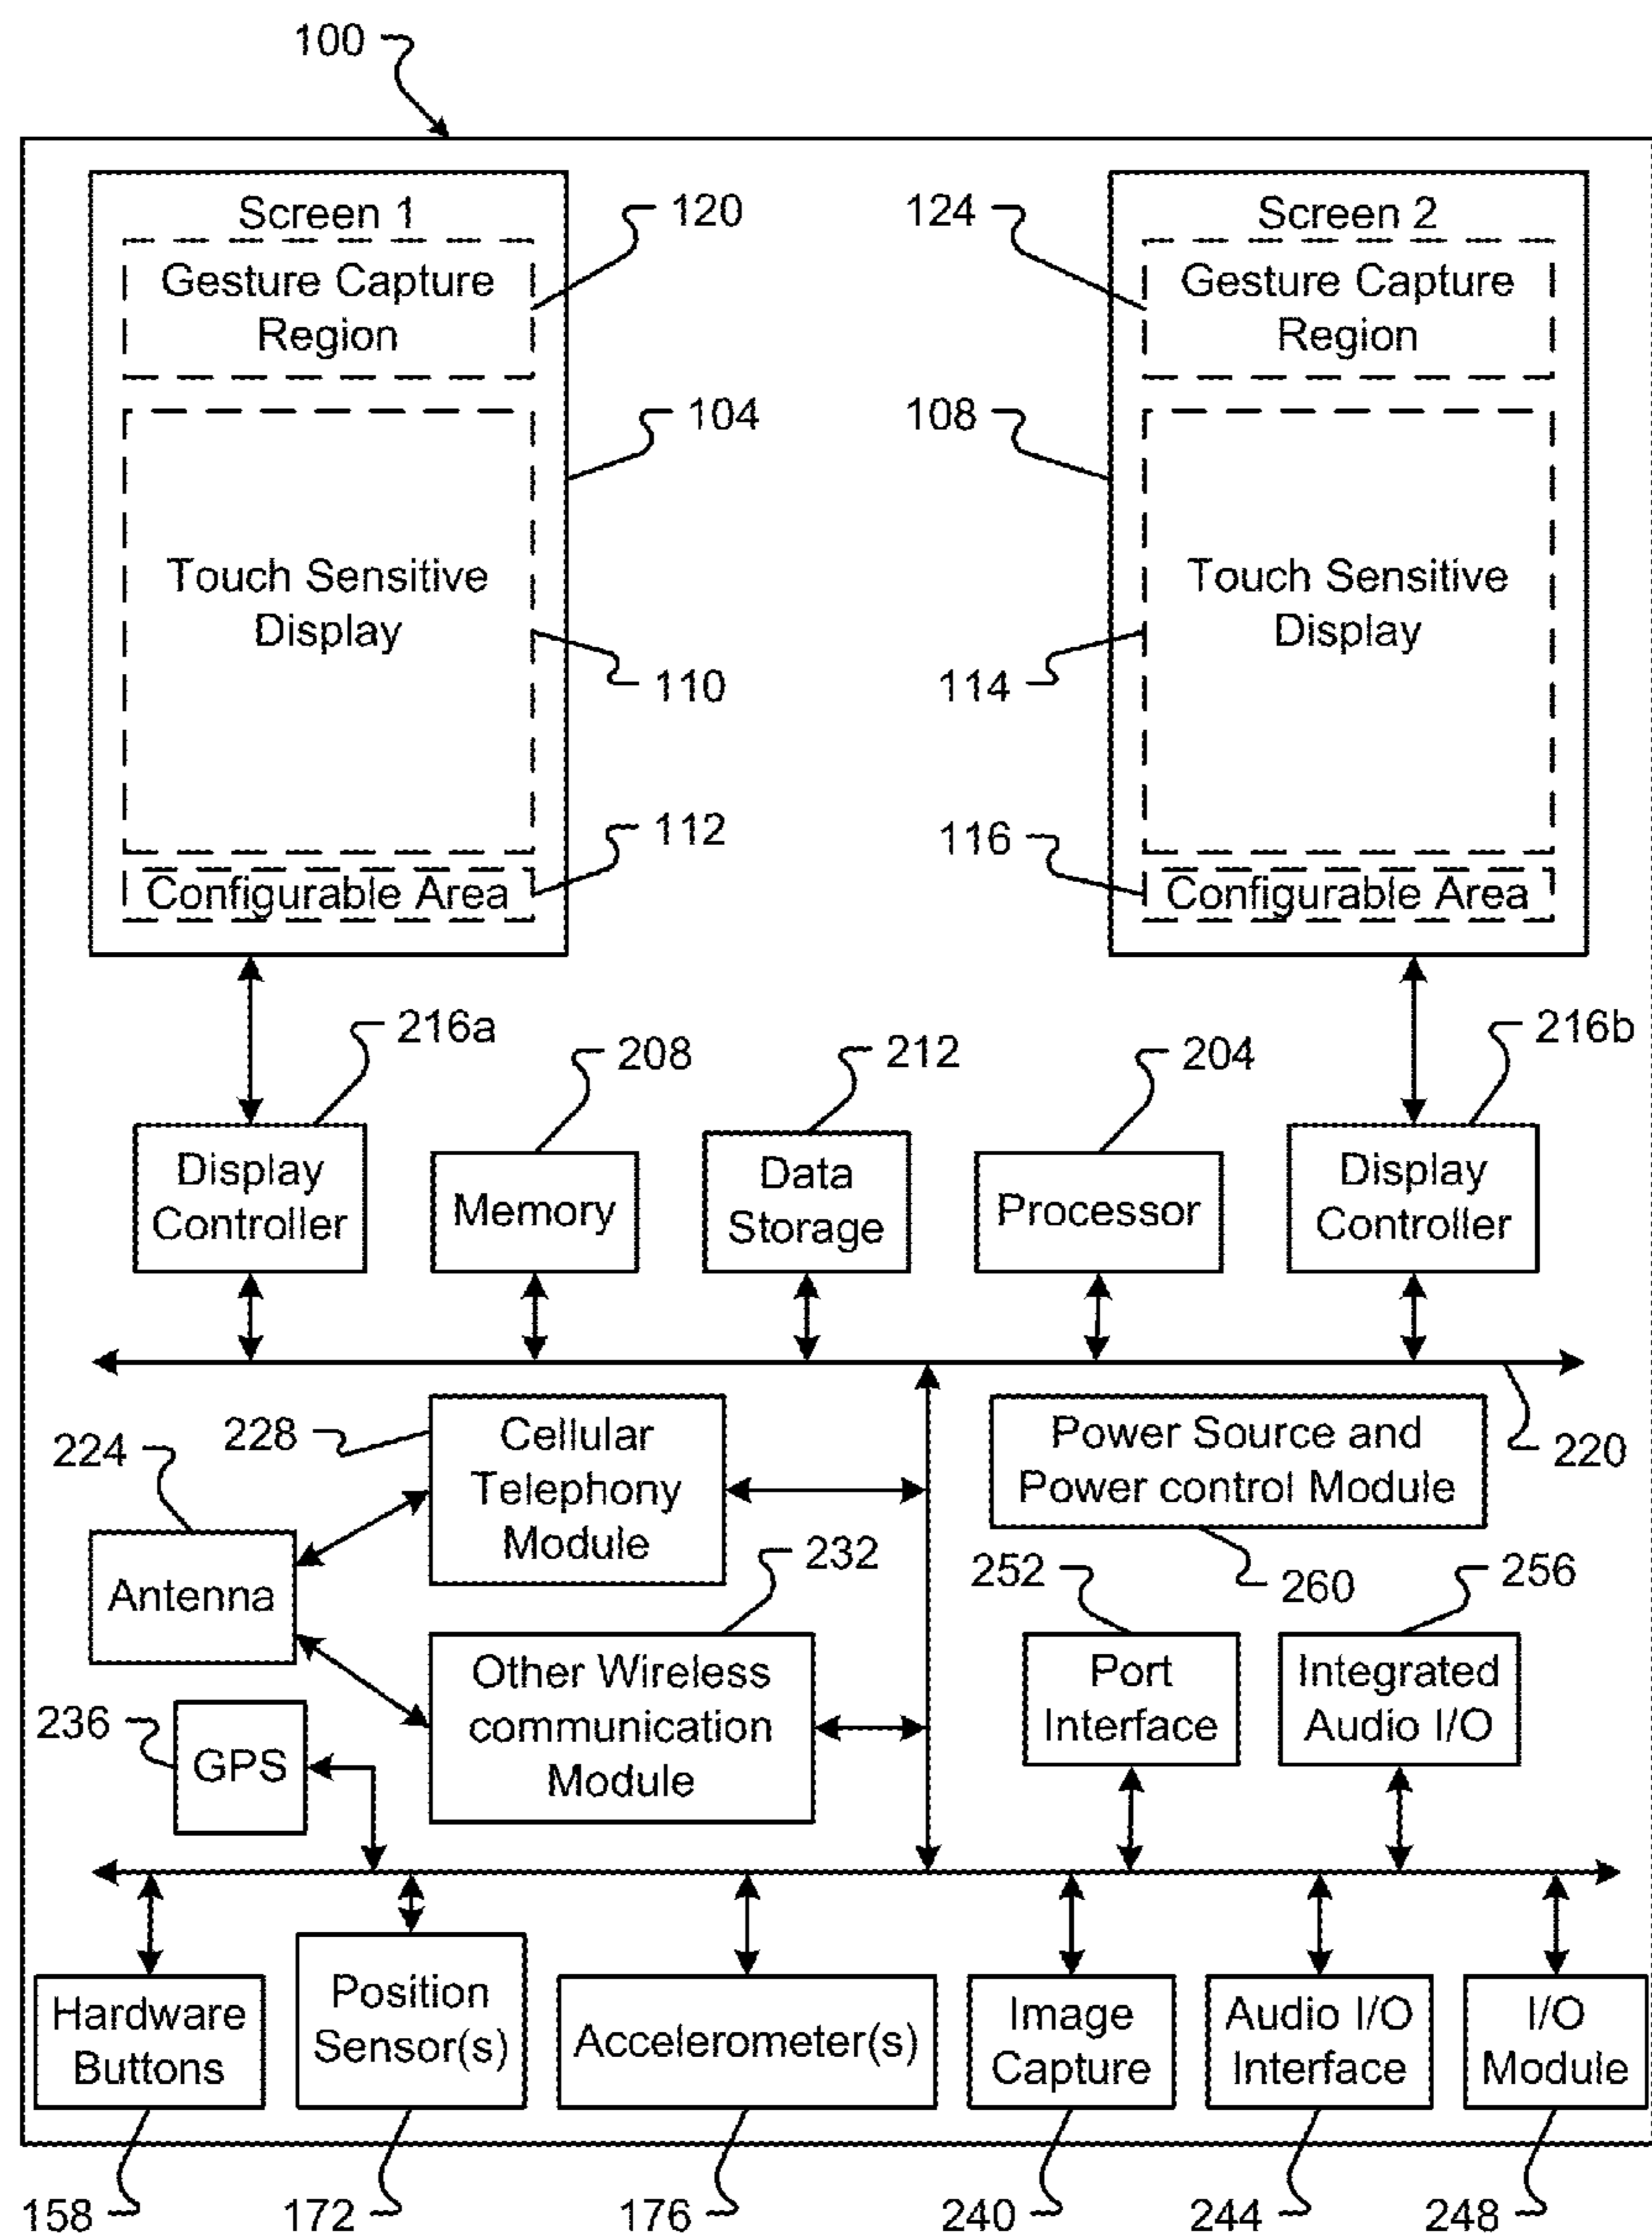 100
Screen 1
Gesture Capture
Region
120
124
Screen 2
Gesture Capture
Region
104
108
Touch Sensitive
Display
Touch Sensitive
Display
110
114
112
116
Configurable Area
Configurable Area
216a
208
212
204
216b
Display
Controller
Memory
Data
Storage
Processor
Display
Controller
228
Cellular
Telephony
Module
Power Source and
Power control Module
220
224
Antenna
232
252
260
256
Other Wireless
communication
Module
Port
Interface
Integrated
Audio I/O
236
GPS
Hardware
Buttons
Position
Sensor(s)
Accelerometer(s)
Image
Capture
Audio I/O
Interface
I/O
Module
158
172
176
240
244
248